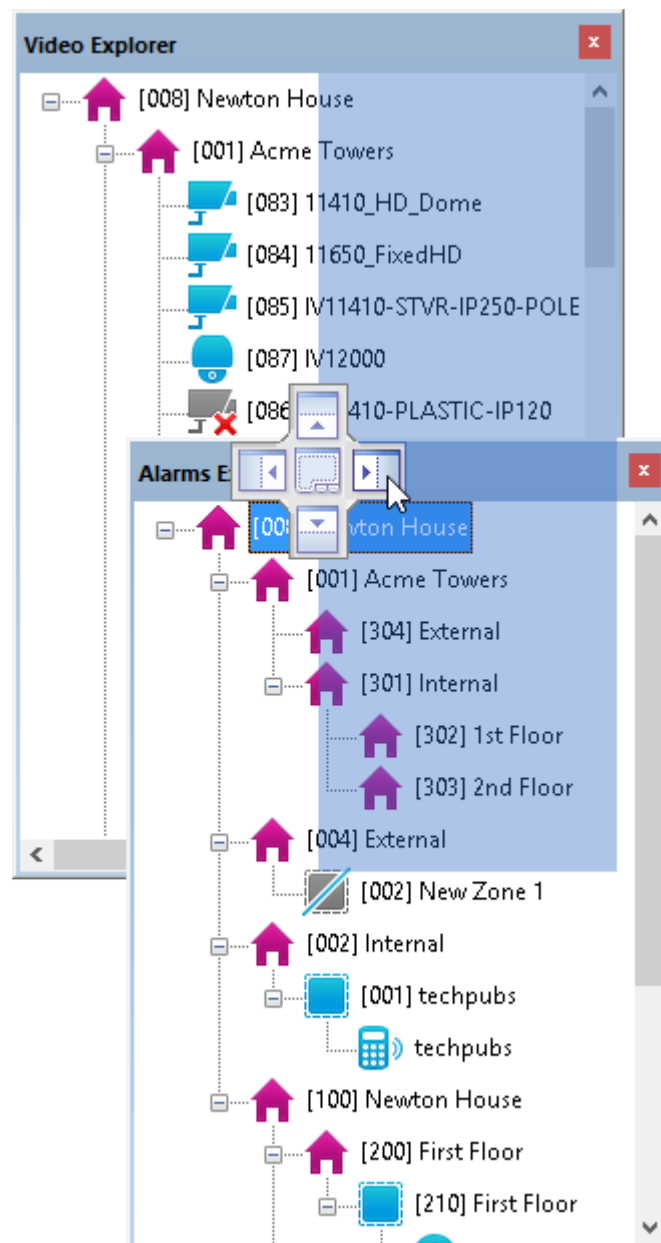 Video Explorer
[008] Newton House
[001] Acme Towers
[083] 11410_HD_Dome
[084] 11650_FixedHD
[085] IV11410-STVR-IP250-POLE
[087] IV12000
[086 410-PLASTIC-IP120
Alarms E
[00 wton House
[001] Acme Towers
[304] External
[301] Internal
[302] 1st Floor
[303] 2nd Floor
[004] External
[002] New Zone 1
[002] Internal
[001] techpubs
techpubs
[100] Newton House
[200] First Floor
[210] First Floor